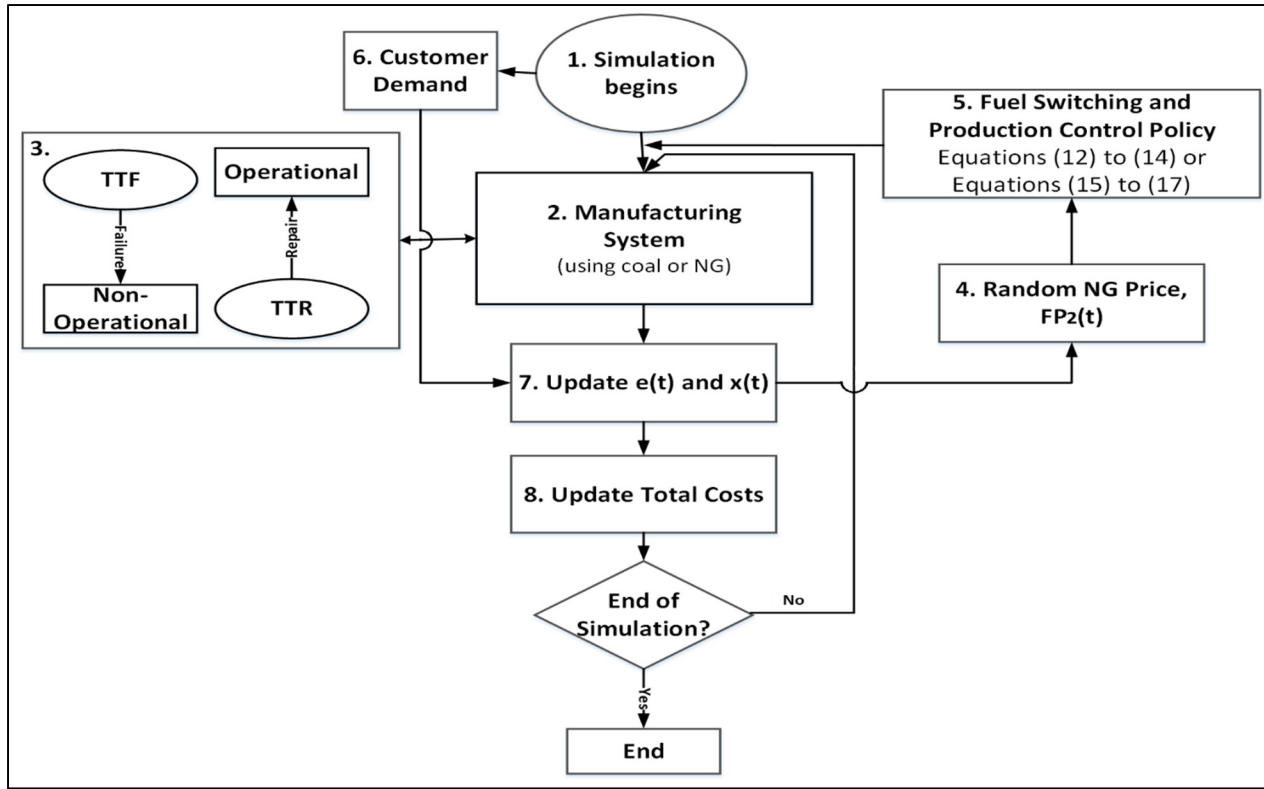 6. Customer
Demand
1. Simulation
begins
5. Fuel Switching and
Production Control Policy
Equations (12) to (14) or
Equations (15) to (17)
3.
TTF
Operational
Failure
Repair
Non-
Operational
TTR
2. Manufacturing
System
(using coal or NG)
4. Random NG Price,
FP2(t)
7. Update e(t) and x(t)
8. Update Total Costs
End of
Simulation?
No
Yes
End